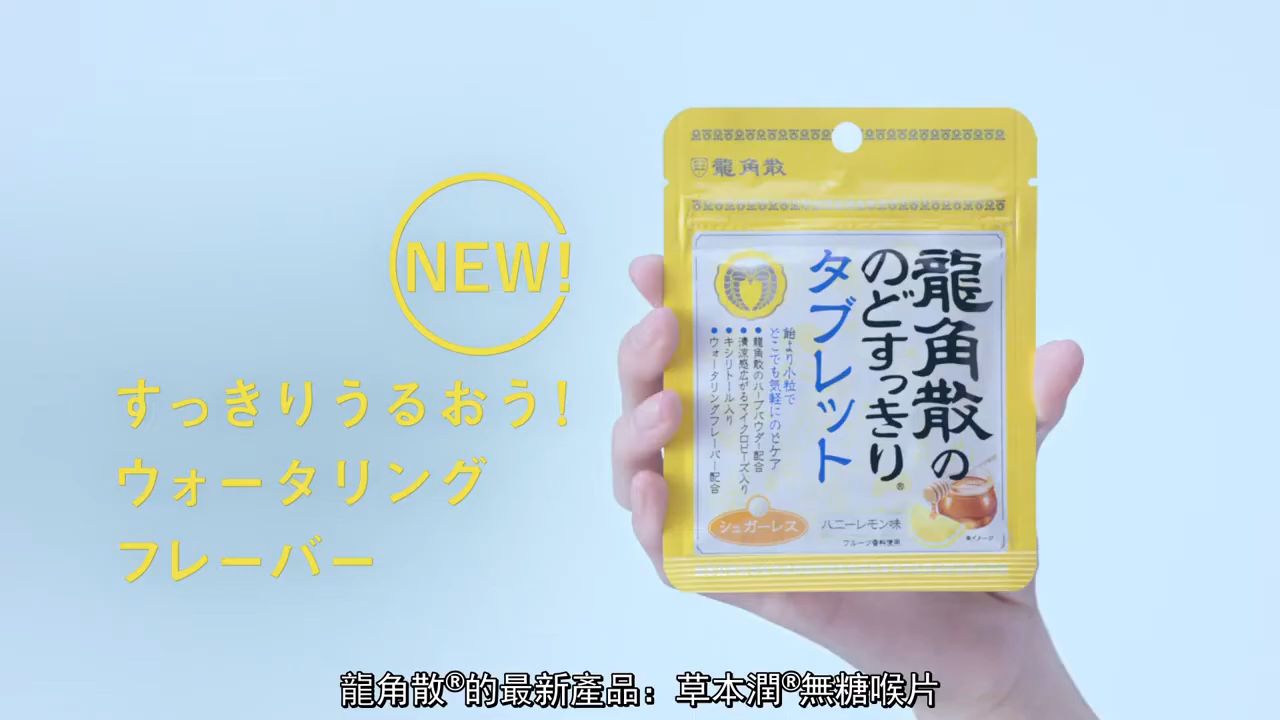 NEW!
すっきりうるおう!
ウォータリング
フレーバー
龍角散
龍角散の
のどすっきり®
タブレット
飴より小粒で
どこでも気軽にのどケア
●龍角散のハーブパウダー配合
●清涼感広がるマイクロビーズ入り
●キシリトール入り
●ウォータリングフレーバー配合
シュガーレス
ハニーレモン味
フルーツ香料使用
※イメージ
龍角散®的最新產品：草本潤®無糖喉片